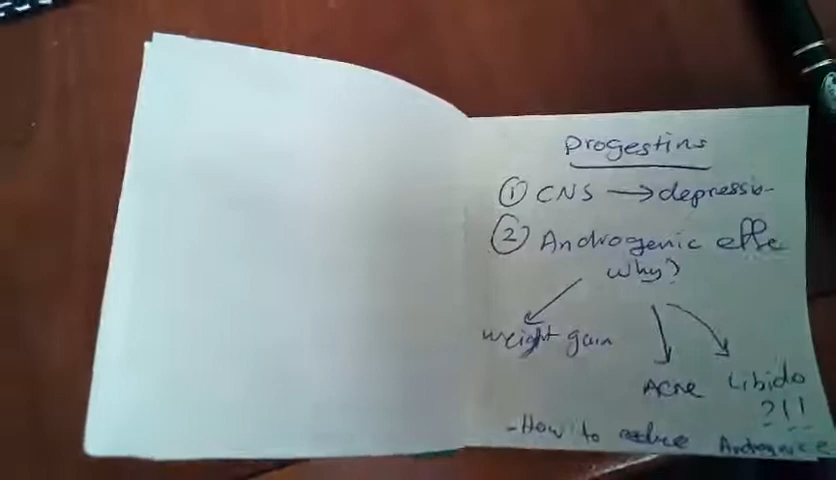 Progestins
① CNS → depressio-
② Androgenic effe
why?
weight gain
Acne Libido
?!!
- How to reduce Androgenic e